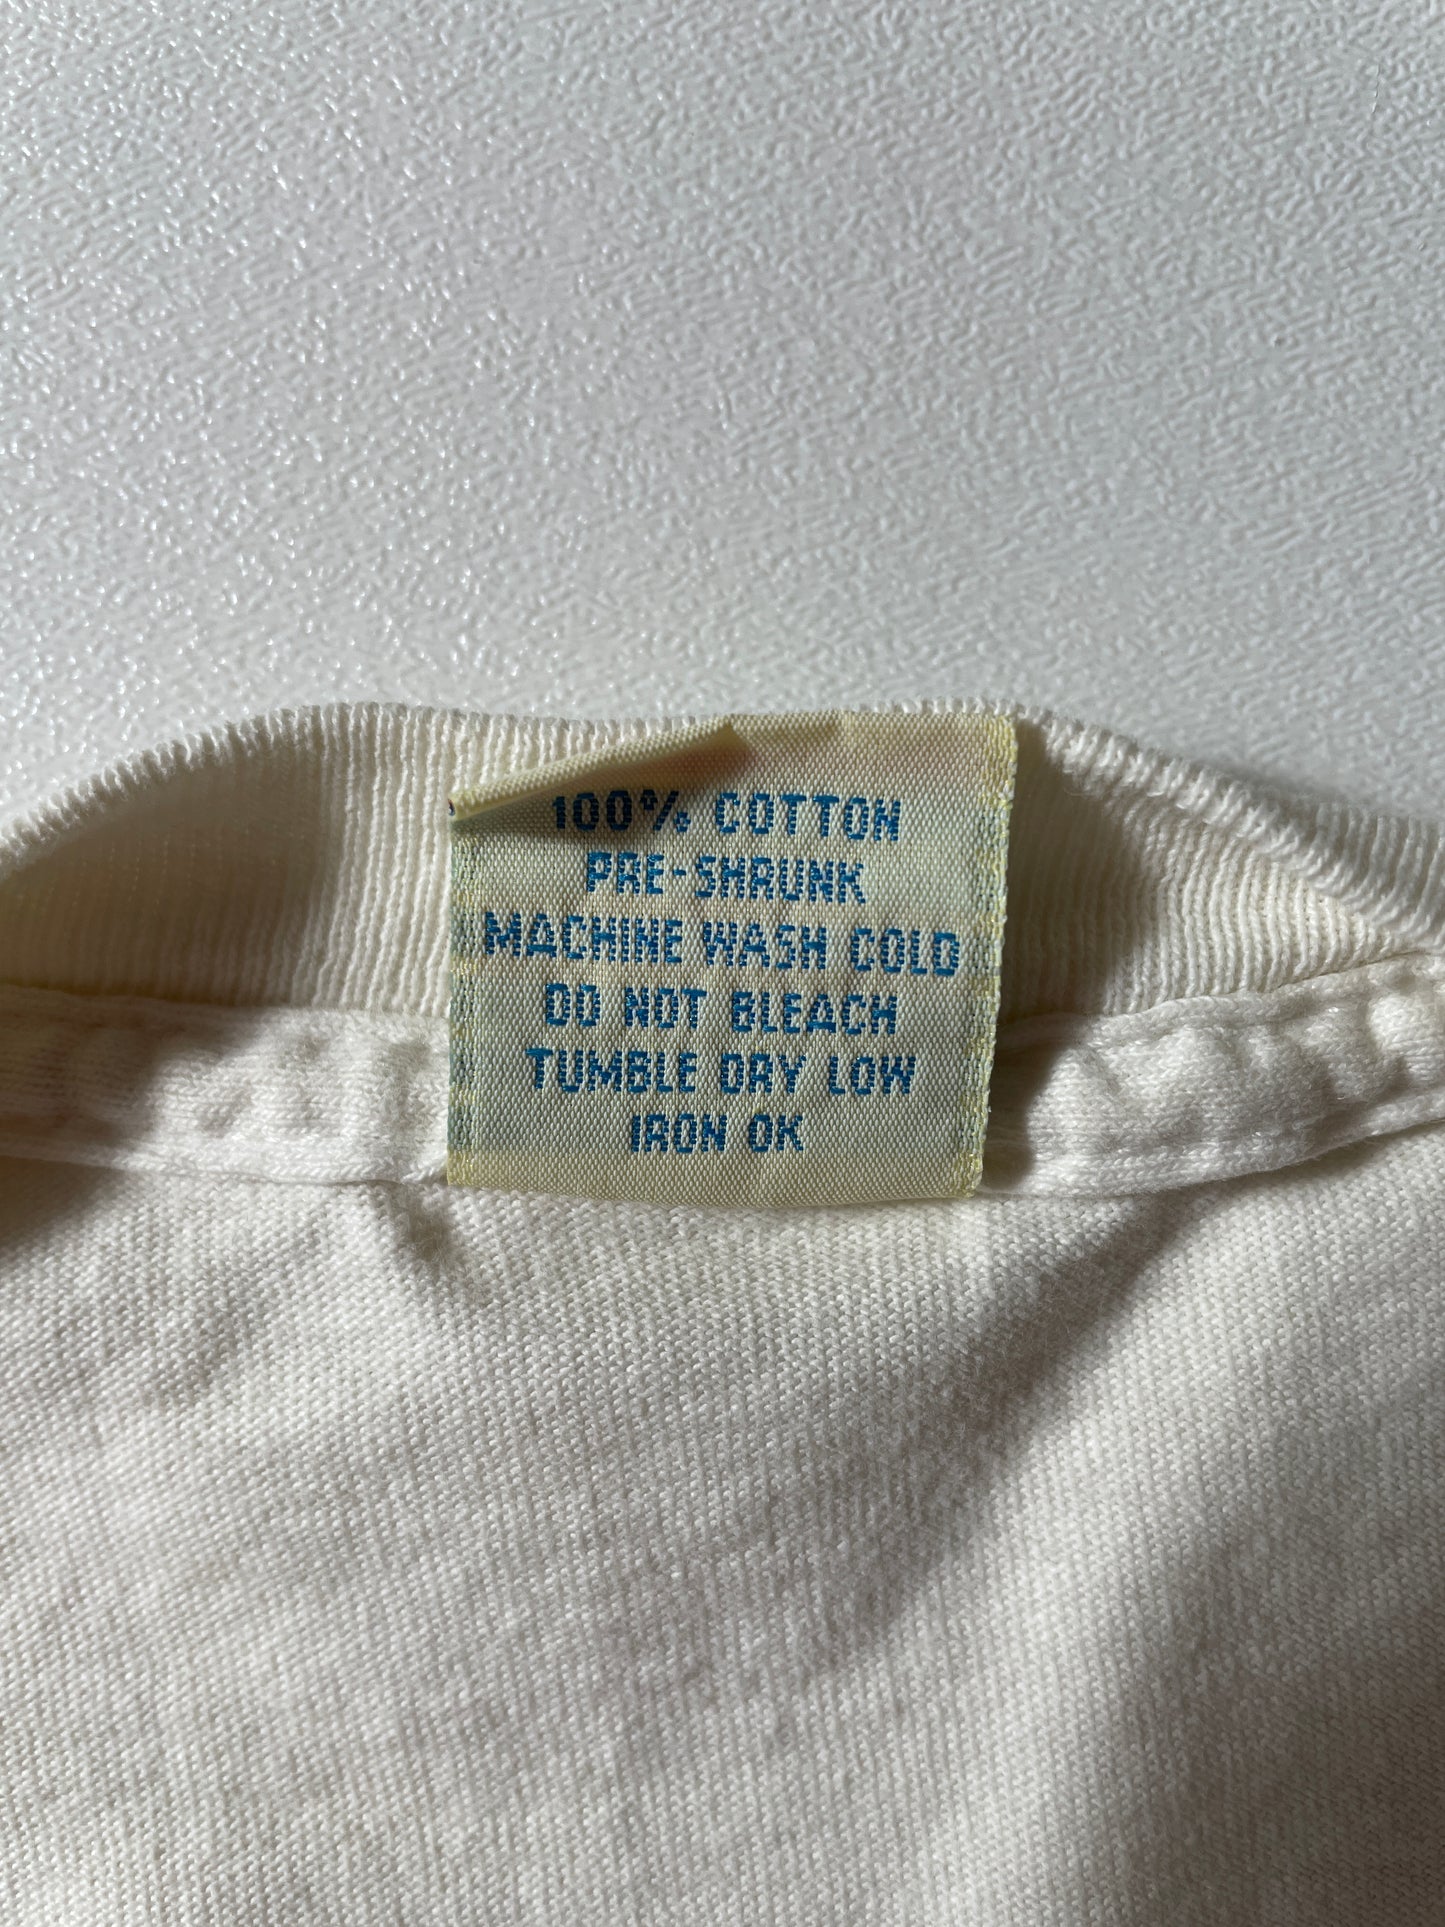 100% COTTON
PRE-SHRUNK
MACHINE WASH COLD
DO NOT BLEACH
TUMBLE DRY LOW
IRON OK